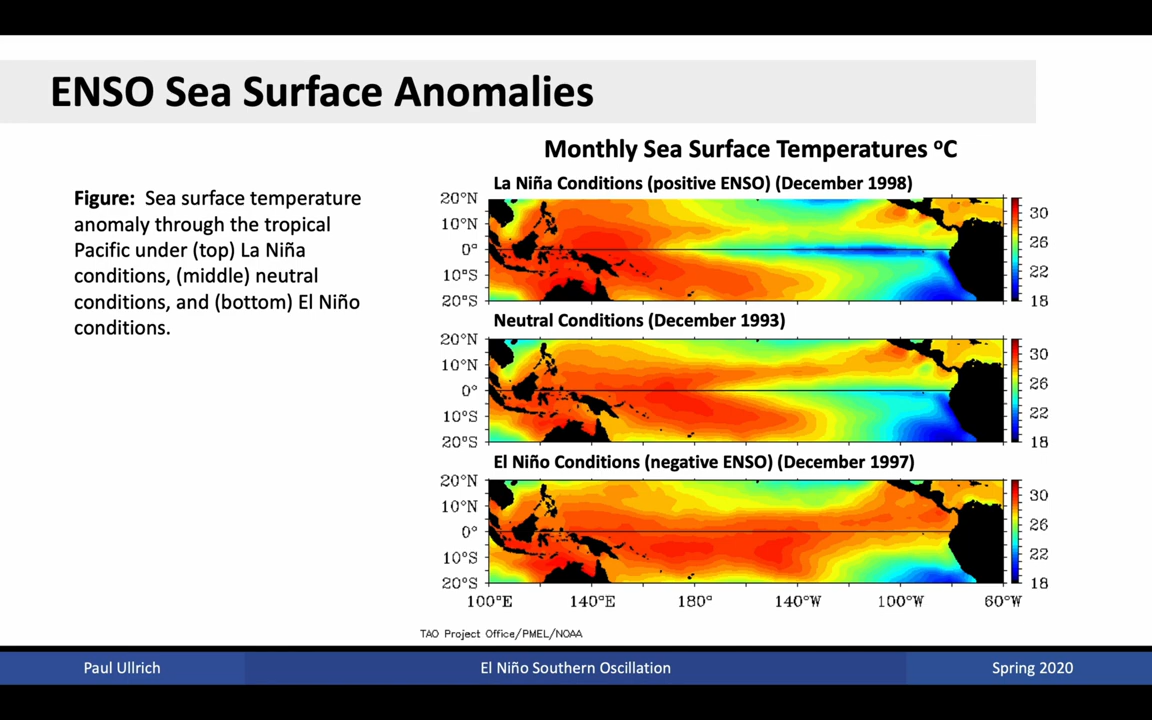 ENSO Sea Surface Anomalies
Figure: Sea surface temperature
anomaly through the tropical
Pacific under (top) La Niña
conditions, (middle) neutral
conditions, and (bottom) El Niño
conditions.
Monthly Sea Surface Temperatures ºC
La Niña Conditions (positive ENSO) (December 1998)
20°N
10°N
0°
10°S
20°S
30
26
22
18
Neutral Conditions (December 1993)
20°N
10°N
0°
10°S
20°S
30
26
22
18
El Niño Conditions (negative ENSO) (December 1997)
20°N
10°N
0°
10°S
20°S
30
26
22
18
100°E 140°E 180° 140°W 100°W 60°W
TAO Project Office/PMEL/NOAA
Paul Ullrich El Niño Southern Oscillation Spring 2020